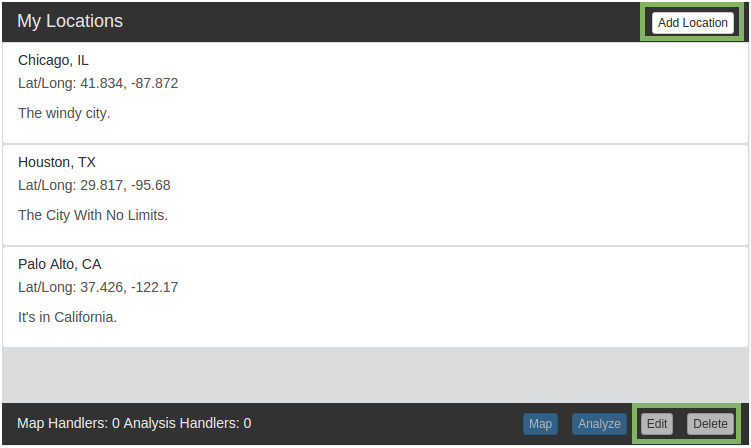 My Locations Add Location
Chicago, IL
Lat/Long: 41.834, -87.872
The windy city.
Houston, TX
Lat/Long: 29.817, -95.68
The City With No Limits.
Palo Alto, CA
Lat/Long: 37.426, -122.17
It's in California.
Map Handlers: 0 Analysis Handlers: 0 Map Analyze Edit Delete